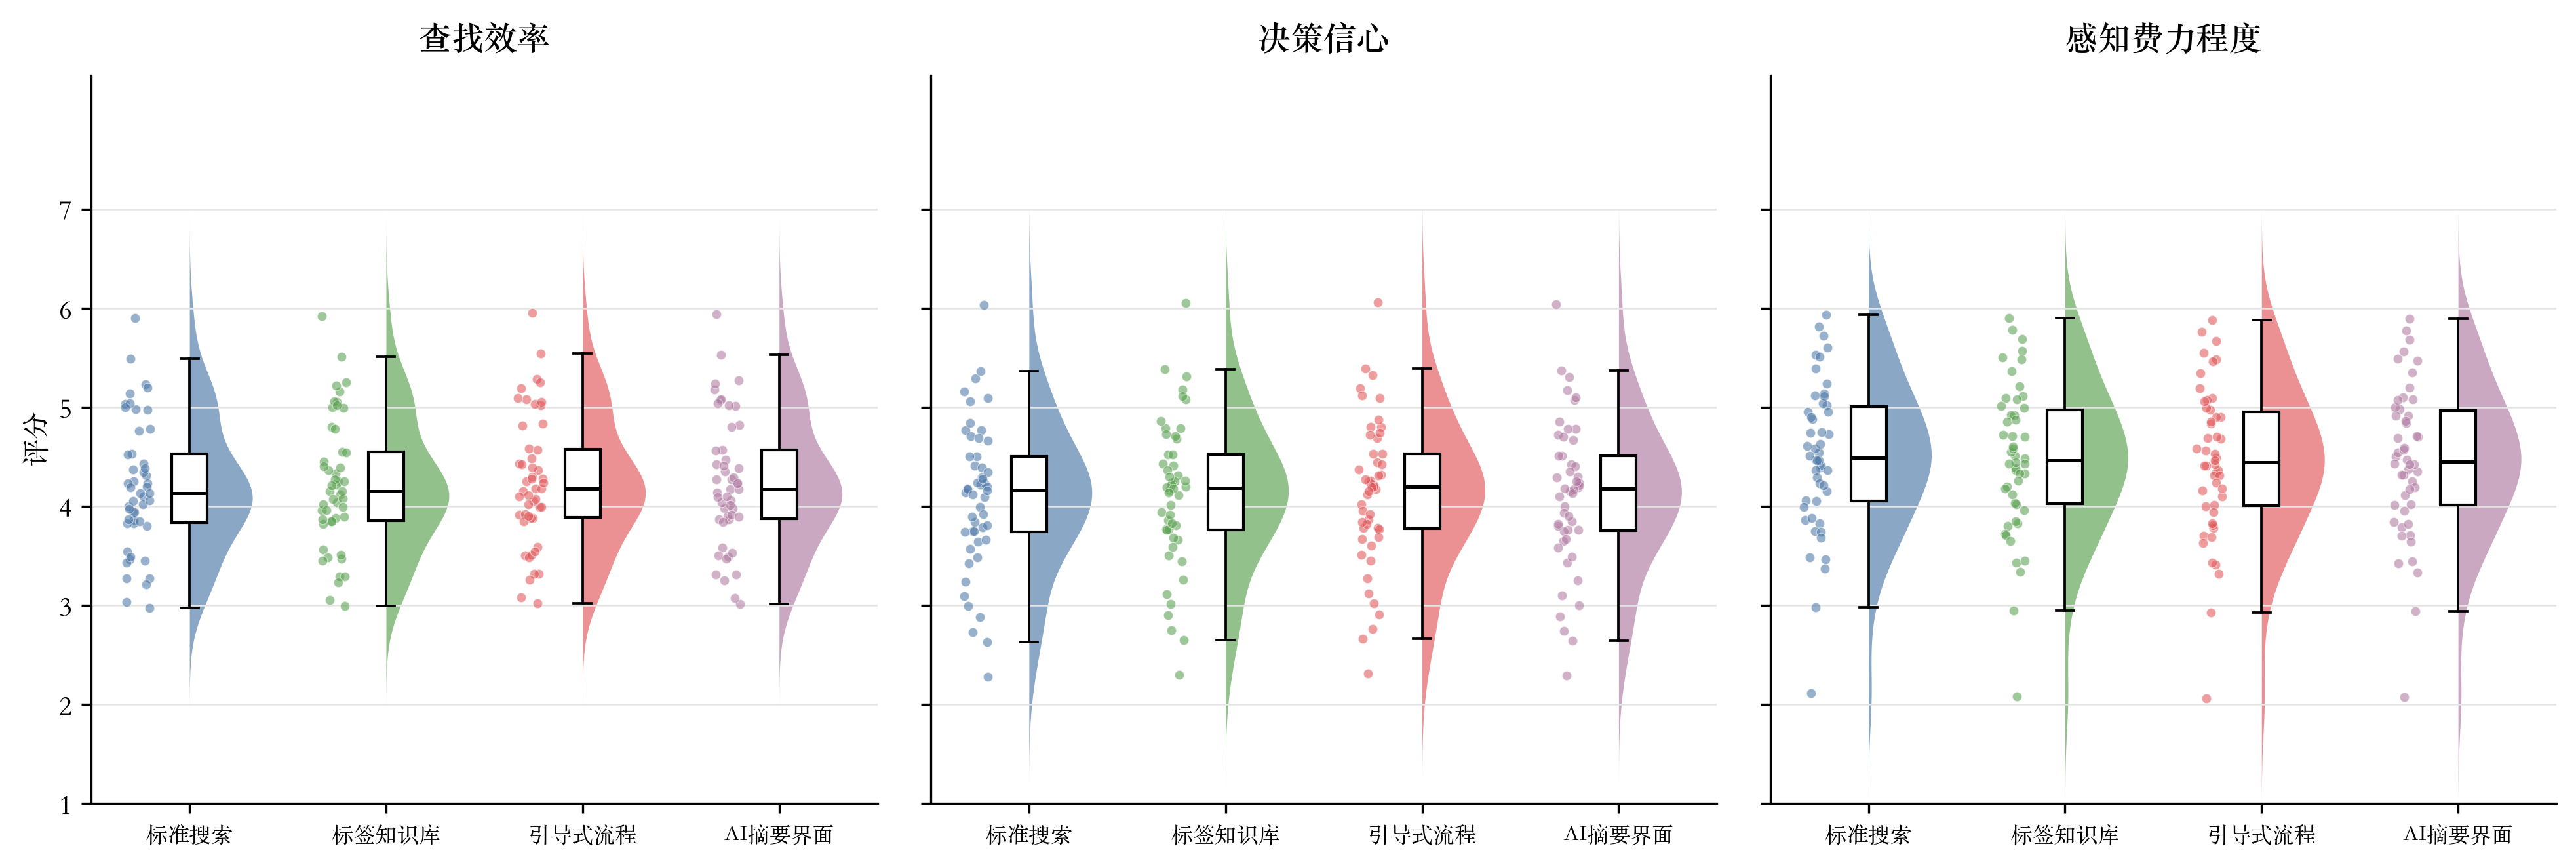 查找效率
决策信心
感知费力程度
评分
7
6
5
4
3
2
1
标准搜索
标签知识库
引导式流程
AI摘要界面
标准搜索
标签知识库
引导式流程
AI摘要界面
标准搜索
标签知识库
引导式流程
AI摘要界面